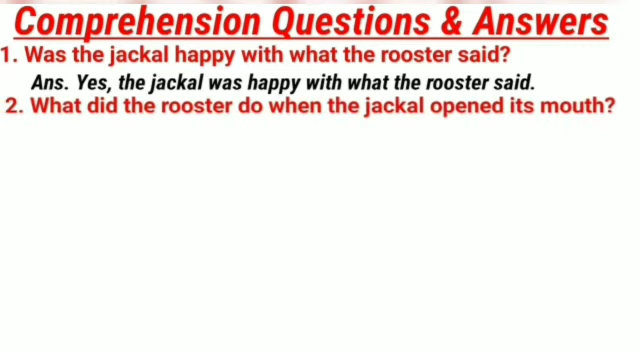 Comprehension Questions & Answers
1. Was the jackal happy with what the rooster said?
Ans. Yes, the jackal was happy with what the rooster said.
2. What did the rooster do when the jackal opened its mouth?